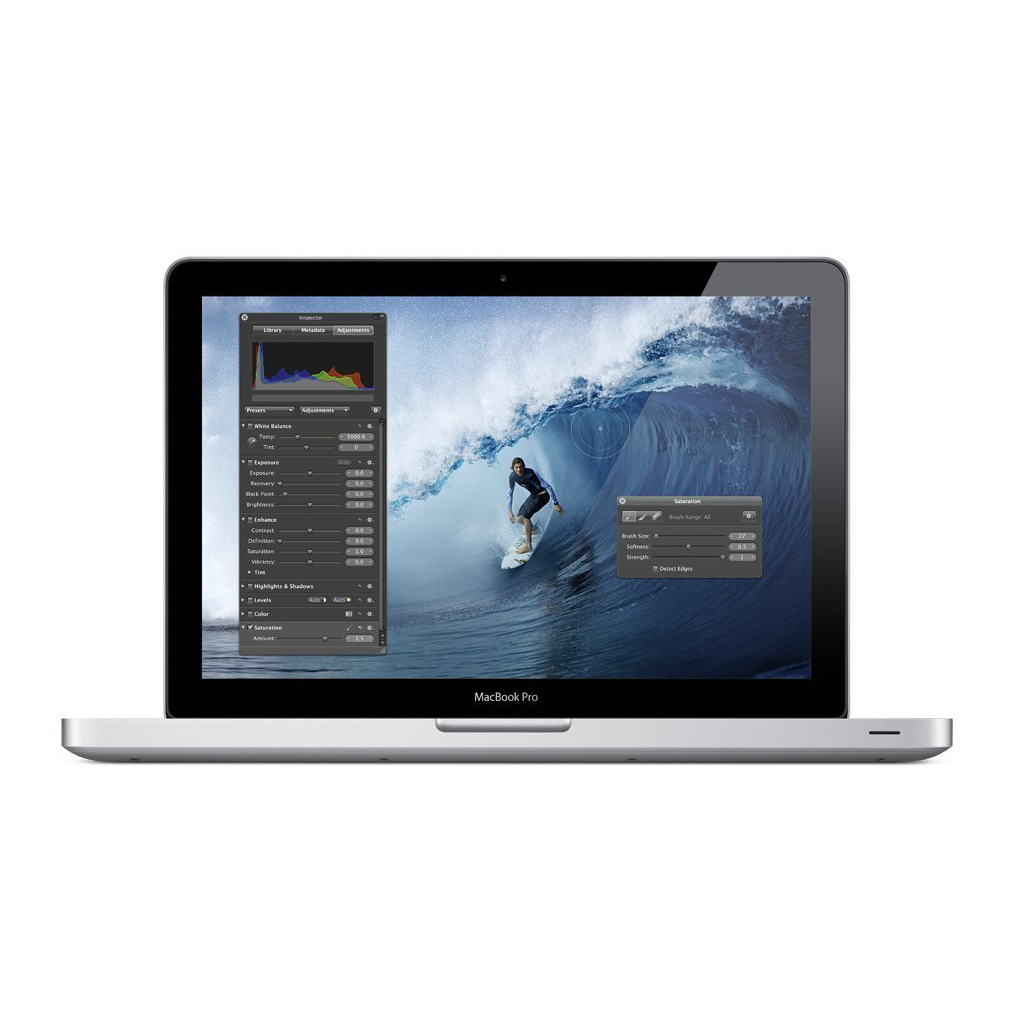 Inspector
Library Metadata Adjustments
Presets Adjustments
White Balance
Temp: 5000 K
Tint: 0
Exposure Auto
Exposure: 0.0
Recovery: 0.0
Black Point: 0.0
Brightness: 0.0
Enhance
Contrast: 0.0
Definition: 0.0
Saturation: 1.0
Vibrancy: 0.0
Tint
Highlights & Shadows
Levels Auto Auto
Color
Saturation
Amount: 1.5
Saturation
Brush Range: All
Brush Size: 27
Softness: 0.5
Strength: 1
Detect Edges
MacBook Pro